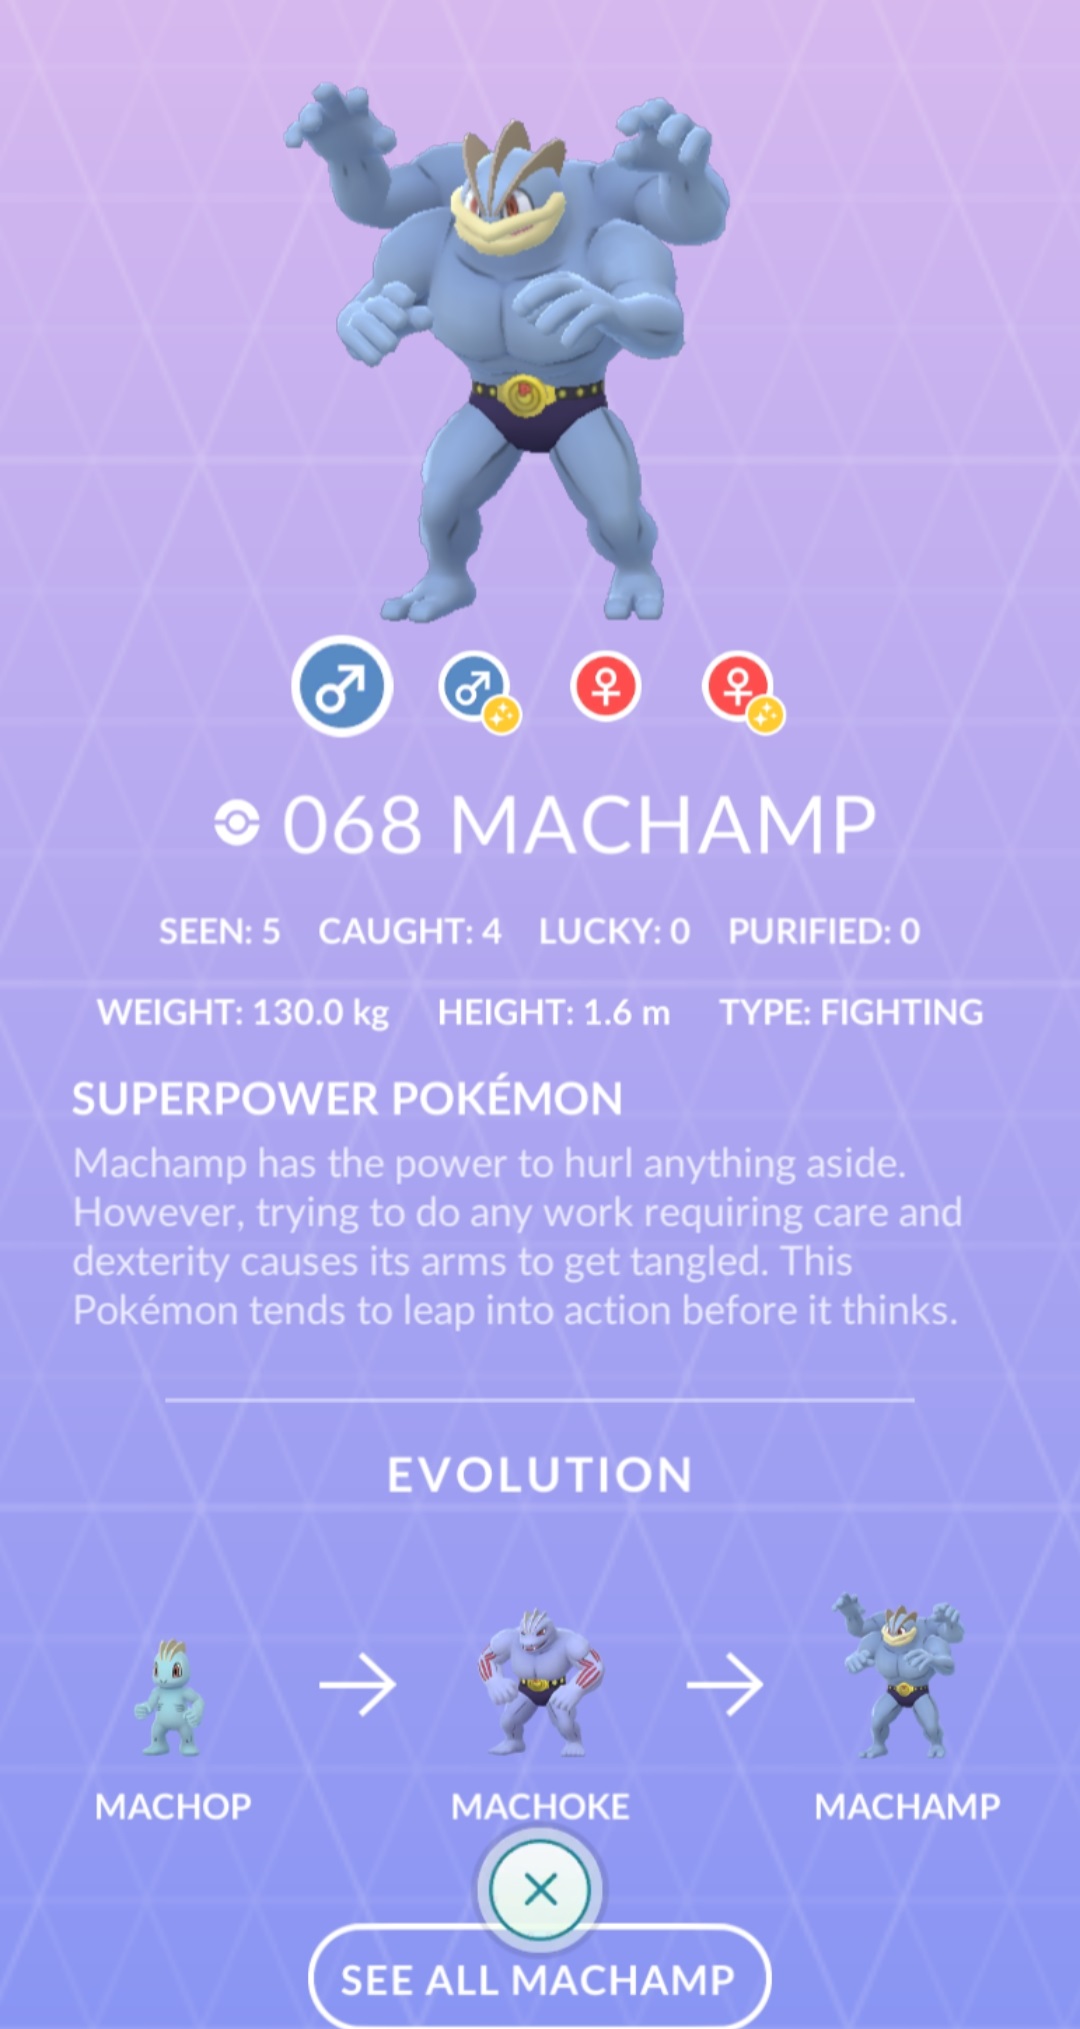 068 MACHAMP
SEEN: 5 CAUGHT: 4 LUCKY: 0 PURIFIED: 0
WEIGHT: 130.0 kg HEIGHT: 1.6 m TYPE: FIGHTING
SUPERPOWER POKÉMON
Machamp has the power to hurl anything aside.
However, trying to do any work requiring care and
dexterity causes its arms to get tangled. This
Pokémon tends to leap into action before it thinks.
EVOLUTION
MACHOP MACHOKE MACHAMP
SEE ALL MACHAMP